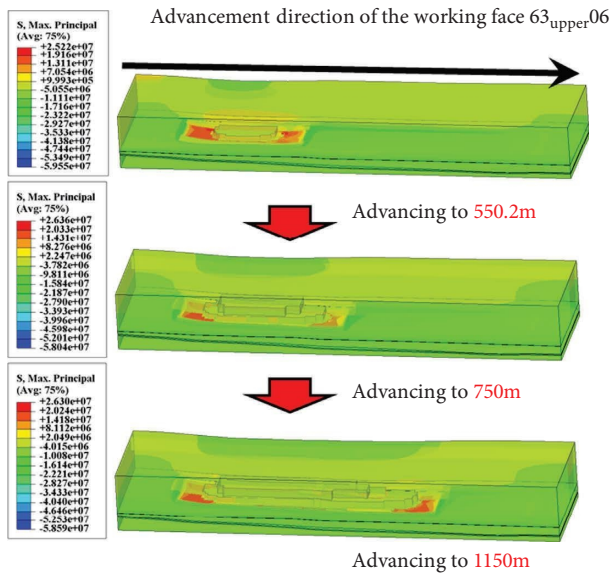 Advancement direction of the working face 63upper06
S, Max. Principal
(Avg: 75%)
+2.522e+07
+1.916e+07
+1.311e+07
+7.054e+06
+9.993e+05
-5.055e+06
-1.111e+07
-1.716e+07
-2.322e+07
-2.927e+07
-3.533e+07
-4.138e+07
-4.744e+07
-5.349e+07
-5.955e+07
Advancing to 550.2m
S, Max. Principal
(Avg: 75%)
+2.636e+07
+2.033e+07
+1.431e+07
+8.276e+06
+2.247e+06
-3.782e+06
-9.811e+06
-1.584e+07
-2.187e+07
-2.790e+07
-3.393e+07
-3.996e+07
-4.598e+07
-5.201e+07
-5.804e+07
Advancing to 750m
S, Max. Principal
(Avg: 75%)
+2.630e+07
+2.024e+07
+1.418e+07
+8.112e+06
+2.049e+06
-4.015e+06
-1.008e+07
-1.614e+07
-2.221e+07
-2.827e+07
-3.433e+07
-4.040e+07
-4.646e+07
-5.253e+07
-5.859e+07
Advancing to 1150m